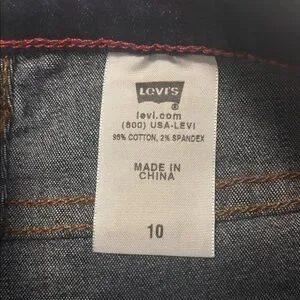 LEVI'S
levi.com
(800) USA-LEVI
98% COTTON, 2% SPANDEX
MADE IN
CHINA
10